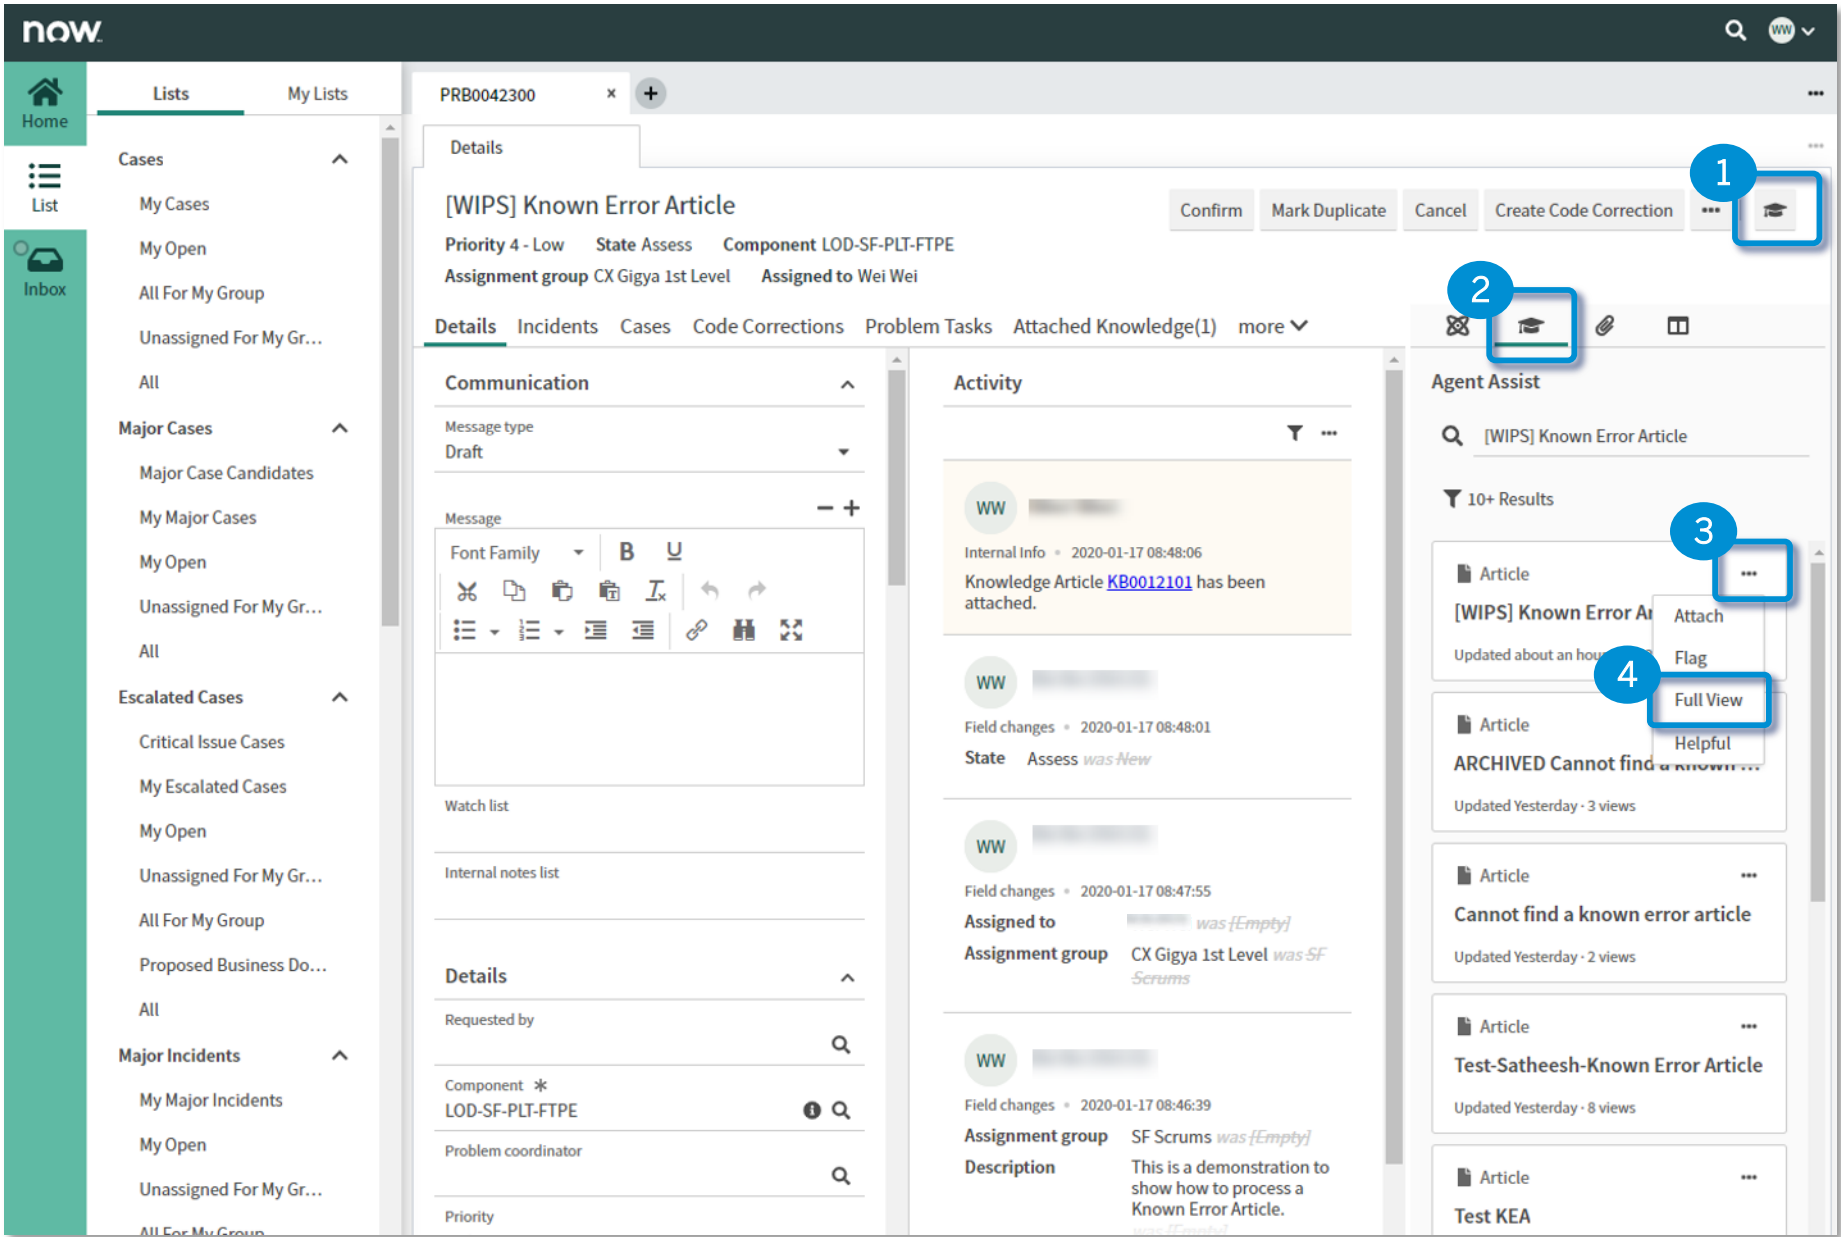 now.
WW
Home
List
Inbox
Lists
My Lists
Cases
My Cases
My Open
All For My Group
Unassigned For My Gr...
All
Major Cases
Major Case Candidates
My Major Cases
My Open
Unassigned For My Gr...
All
Escalated Cases
Critical Issue Cases
My Escalated Cases
My Open
Unassigned For My Gr...
All For My Group
Proposed Business Do...
All
Major Incidents
My Major Incidents
My Open
Unassigned For My Gr...
All For My Group
PRB0042300
Details
[WIPS] Known Error Article
Confirm
Mark Duplicate
Cancel
Create Code Correction
1
Priority 4 - Low State Assess Component LOD-SF-PLT-FTPE
Assignment group CX Gigya 1st Level Assigned to Wei Wei
Details
Incidents
Cases
Code Corrections
Problem Tasks
Attached Knowledge(1)
more
2
Communication
Message type
Draft
Message
Font Family
B
U
Watch list
Internal notes list
Details
Requested by
Component *
LOD-SF-PLT-FTPE
Problem coordinator
Priority
Activity
WW
Internal Info • 2020-01-17 08:48:06
Knowledge Article KB0012101 has been
attached.
WW
Field changes • 2020-01-17 08:48:01
State Assess was New
WW
Field changes • 2020-01-17 08:47:55
Assigned to was [Empty]
Assignment group CX Gigya 1st Level was SF
Scrums
WW
Field changes • 2020-01-17 08:46:39
Assignment group SF Scrums was [Empty]
Description This is a demonstration to
show how to process a
Known Error Article.
was [Empty]
Agent Assist
[WIPS] Known Error Article
10+ Results
3
Article
[WIPS] Known Error Ar
Updated about an hou
Attach
Flag
4
Full View
Helpful
Article
ARCHIVED Cannot find a known ...
Updated Yesterday · 3 views
Article
Cannot find a known error article
Updated Yesterday · 2 views
Article
Test-Satheesh-Known Error Article
Updated Yesterday · 8 views
Article
Test KEA